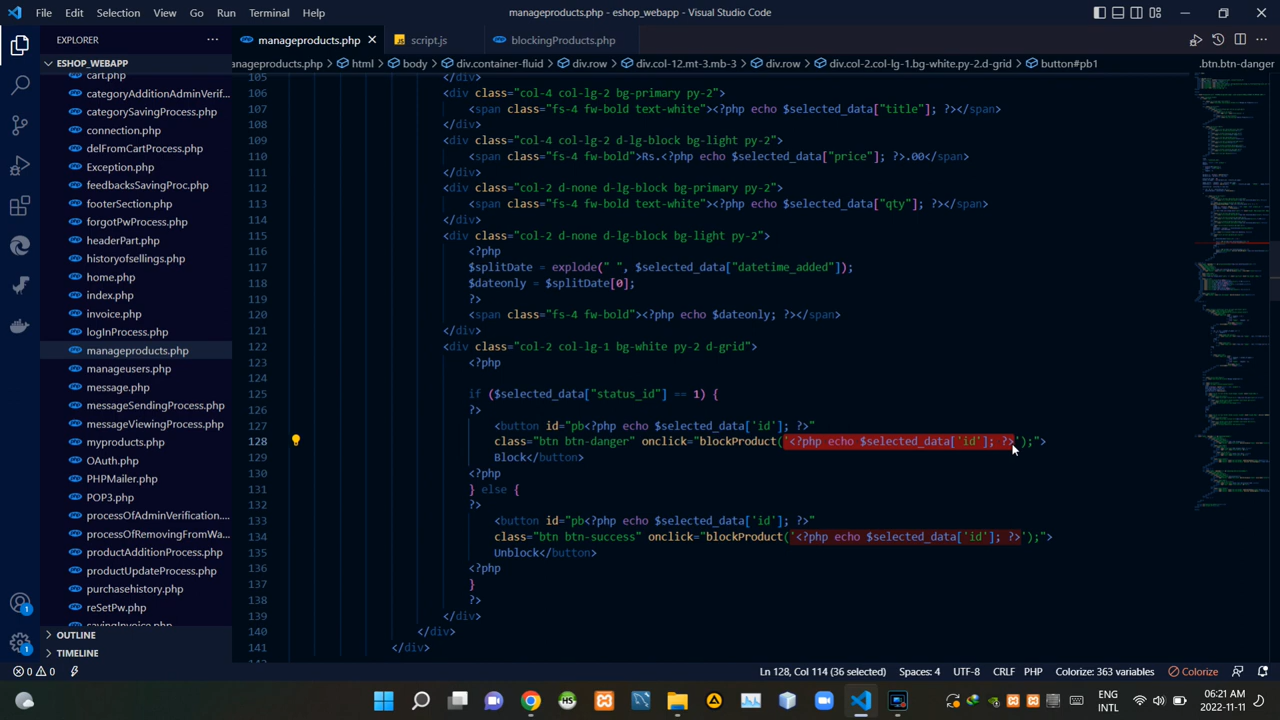 File Edit Selection View Go Run Terminal Help
manageproducts.php - eshop_webapp - Visual Studio Code
EXPLORER
manageproducts.php
script.js
blockingProducts.php
ESHOP_WEBAPP
manageproducts.php > html > body > div.container-fluid > div.row > div.col-12.mt-3.mb-3 > div.row > div.col-2.col-lg-1.bg-white.py-2.d-grid > button#pb1
.btn.btn-danger
cart.php
categoryAdditionAdminVerif...
categorySavingProcess.php
connection.php
delFromCartProcess.php
Exception.php
feedbacksSavingProc.php
footerSection.php
forgotPwProcess.php
headerPart.php
historyofsellings.php
home.php
index.php
invoice.php
logInProcess.php
manageproducts.php
manageusers.php
message.php
messageSendingProcess.php
messageViewingProcess.php
myproducts.php
OAuth.php
PHPMailer.php
POP3.php
processOfAdminVerification....
processOfRemovingFromWa...
productAdditionProcess.php
productUpdateProcess.php
purchasehistory.php
reSetPw.php
savingInvoice.php
OUTLINE
TIMELINE
105 </div>
106 <div class= col-lg-2 bg-primary py-2">
107 <span class="fs-4 fw-bold text-white"><?php echo $selected_data["title"]; ?></span>
108 </div>
109 <div class= -4 col-lg-2 d-lg-block bg-light py-2">
110 <span class="fs-4 fw-bold">Rs.<?php echo $selected_data["price"]; ?>.00</
111 </div>
112 <div class= -2 d-none d-lg-block bg-primary py-2">
113 <span class="fs-4 fw-bold text-white"><?php echo $selected_data["qty"]; ?></
114 </div>
115 <div class= d-none d-lg-block bg-light py-2">
116 <?php
117 $split explode(" ", $selected_data["datetime_added"]);
118 $dateonly splitDate[0];
119 ?>
120 <span class="fs-4 fw-bold"><?php echo $dateonly; ?></span>
121 </div>
122 <div class= col-lg-1 bg-white py-2 d-grid">
123 <?php
124
125 if ($selected_data["status_id"] == 1) {
126 ?>
127 <button ="pb<?php echo $selected_data['id']; ?>"
128 class="btn btn-danger" onclick="blockProduct('<?php echo $selected_data['id']; ?>');">
129 Block</button>
130 <?php
131 } else {
132 ?>
133 <button ="pb<?php echo $selected_data['id']; ?>"
134 class="btn btn-success" onclick="blockProduct('<?php echo $selected_data['id']; ?>');">
135 Unblock</button>
136 <?php
137 }
138 ?>
139 </div>
140 </div>
141 </div>
0 0
Ln 128, Col 114 (36 selected) Spaces: 4 UTF-8 CRLF PHP Colorize: 363 variables Colorize
ENG
INTL
06:21 AM
2022-11-11